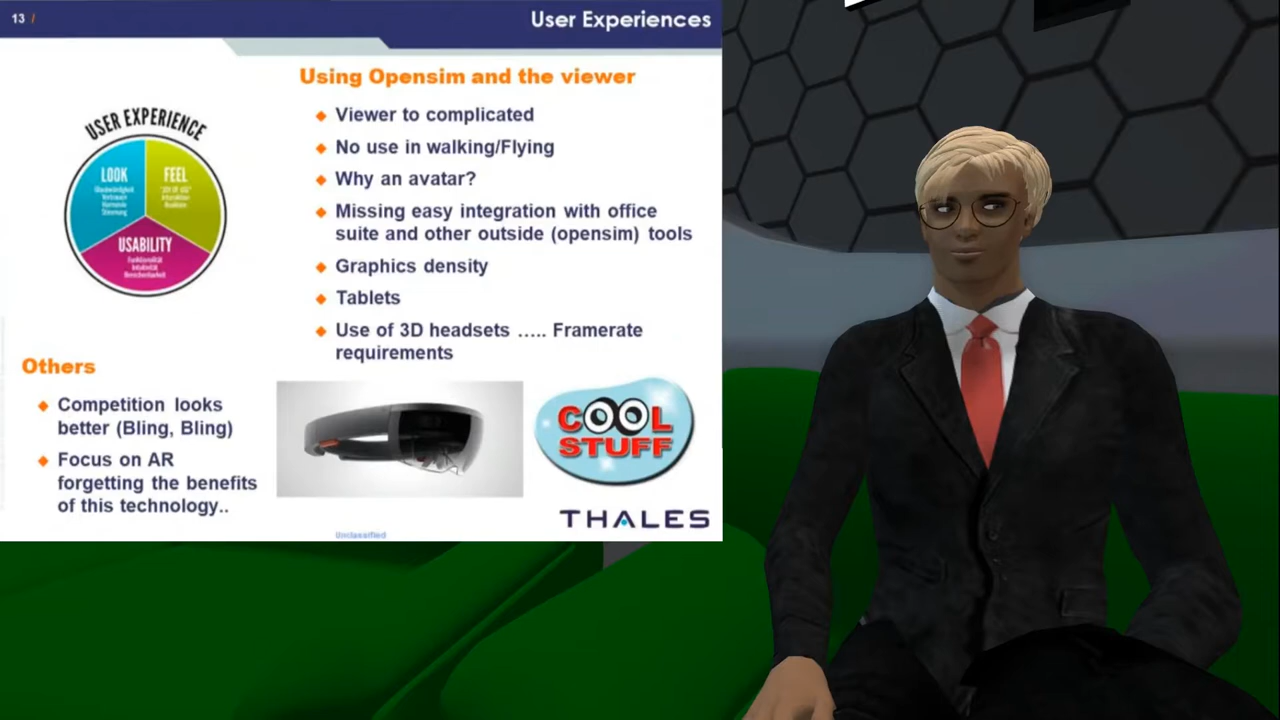 13 /
User Experiences
Using Opensim and the viewer
USER EXPERIENCE
LOOK
FEEL
USABILITY
Viewer to complicated
No use in walking/Flying
Why an avatar?
Missing easy integration with office
suite and other outside (opensim) tools
Graphics density
Tablets
Use of 3D headsets ….. Framerate
requirements
Others
Competition looks
better (Bling, Bling)
Focus on AR
forgetting the benefits
of this technology..
COOL
STUFF
THALES
Unclassified